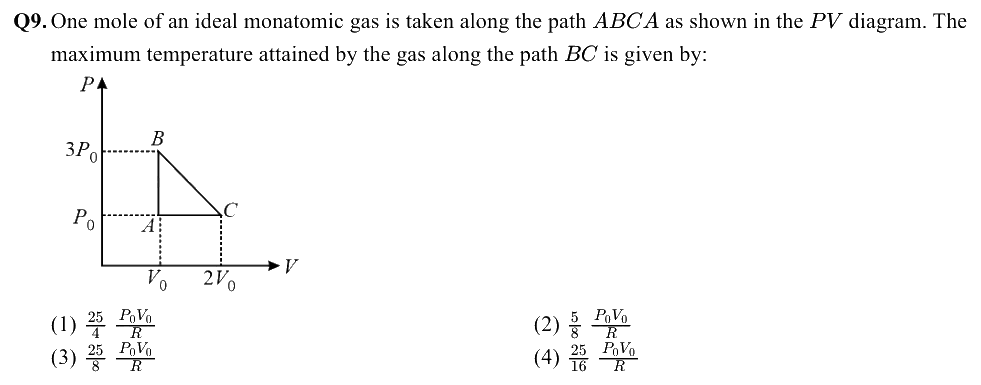 Q9. One mole of an ideal monatomic gas is taken along the path ABCA as shown in the PV diagram. The
maximum temperature attained by the gas along the path BC is given by:
P
B
3P₀
C
P₀
A
V
V₀ 2V₀
(1) 25/4 P₀V₀/R (2) 5/8 P₀V₀/R
(3) 25/8 P₀V₀/R (4) 25/16 P₀V₀/R